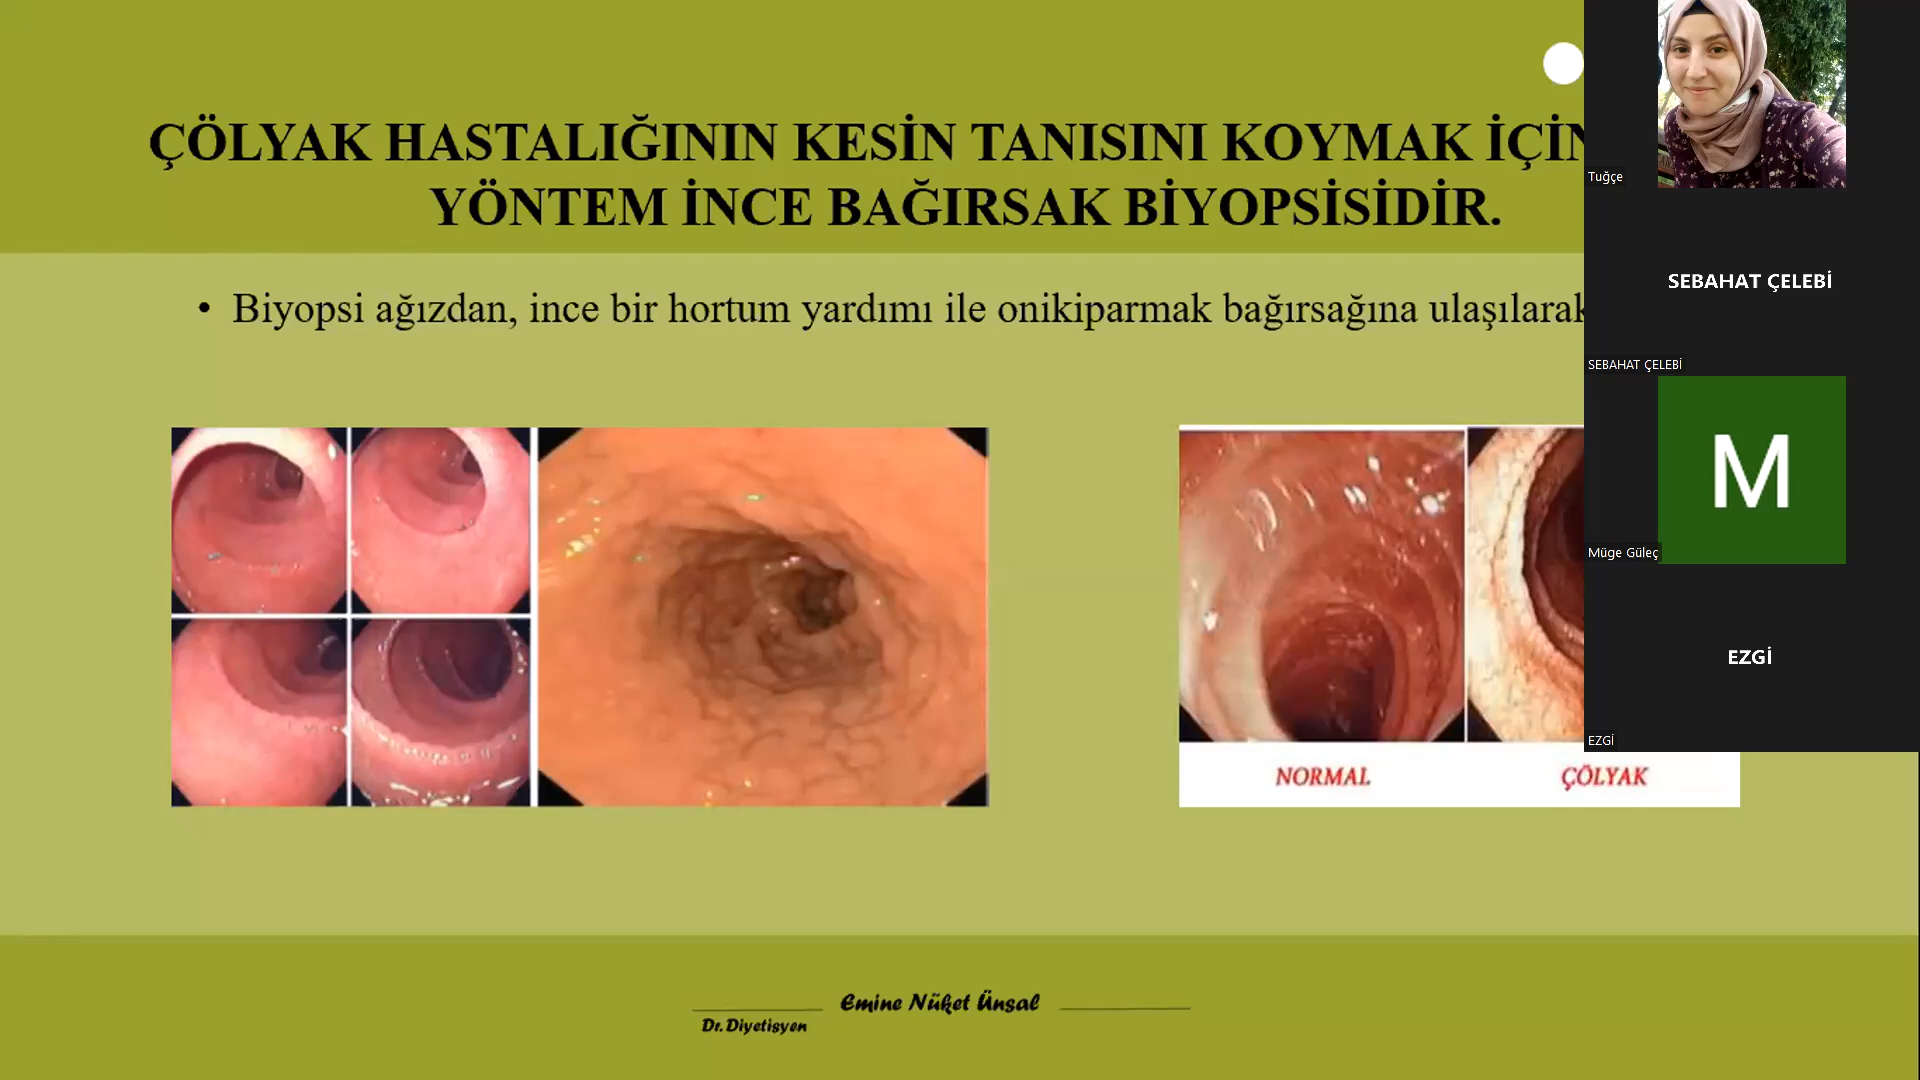 ÇÖLYAK HASTALIĞININ KESİN TANISINI KOYMAK İÇİN
YÖNTEM İNCE BAĞIRSAK BİYOPSİSİDİR.
• Biyopsi ağızdan, ince bir hortum yardımı ile onikiparmak bağırsağına ulaşılarak
NORMAL
ÇÖLYAK
Emine Nüket Ünsal
Dr. Diyetisyen
Tuğçe
SEBAHAT ÇELEBİ
SEBAHAT ÇELEBİ
M
Müge Güleç
EZGİ
EZGİ